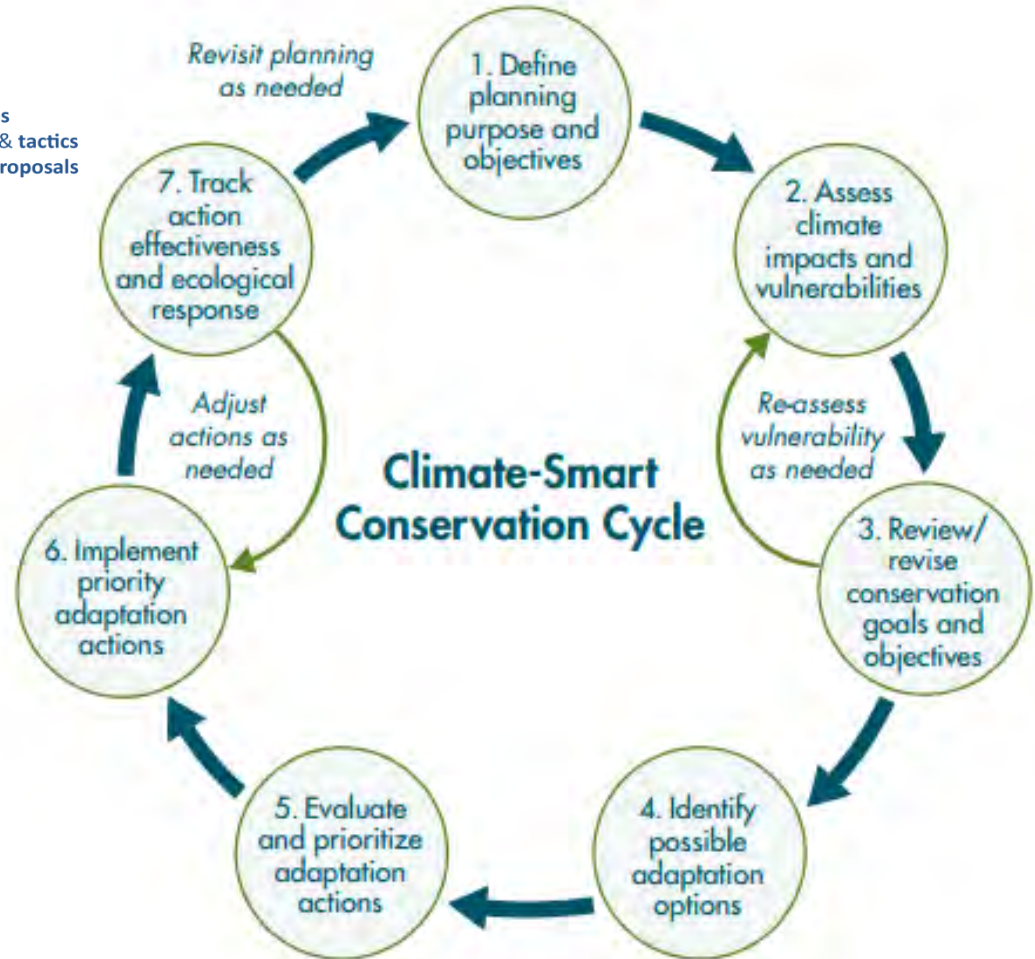 Revisit planning
as needed
1. Define
planning
purpose and
objectives
& tactics
7. Track
action
effectiveness
and ecological
response
2. Assess
climate
impacts and
vulnerabilities
Adjust
actions as
needed
Re-assess
vulnerability
as needed
Climate-Smart
Conservation Cycle
6. Implement
priority
adaptation
actions
3. Review/
revise
conservation
goals and
objectives
5. Evaluate
and prioritize
adaptation
actions
4. Identify
possible
adaptation
options